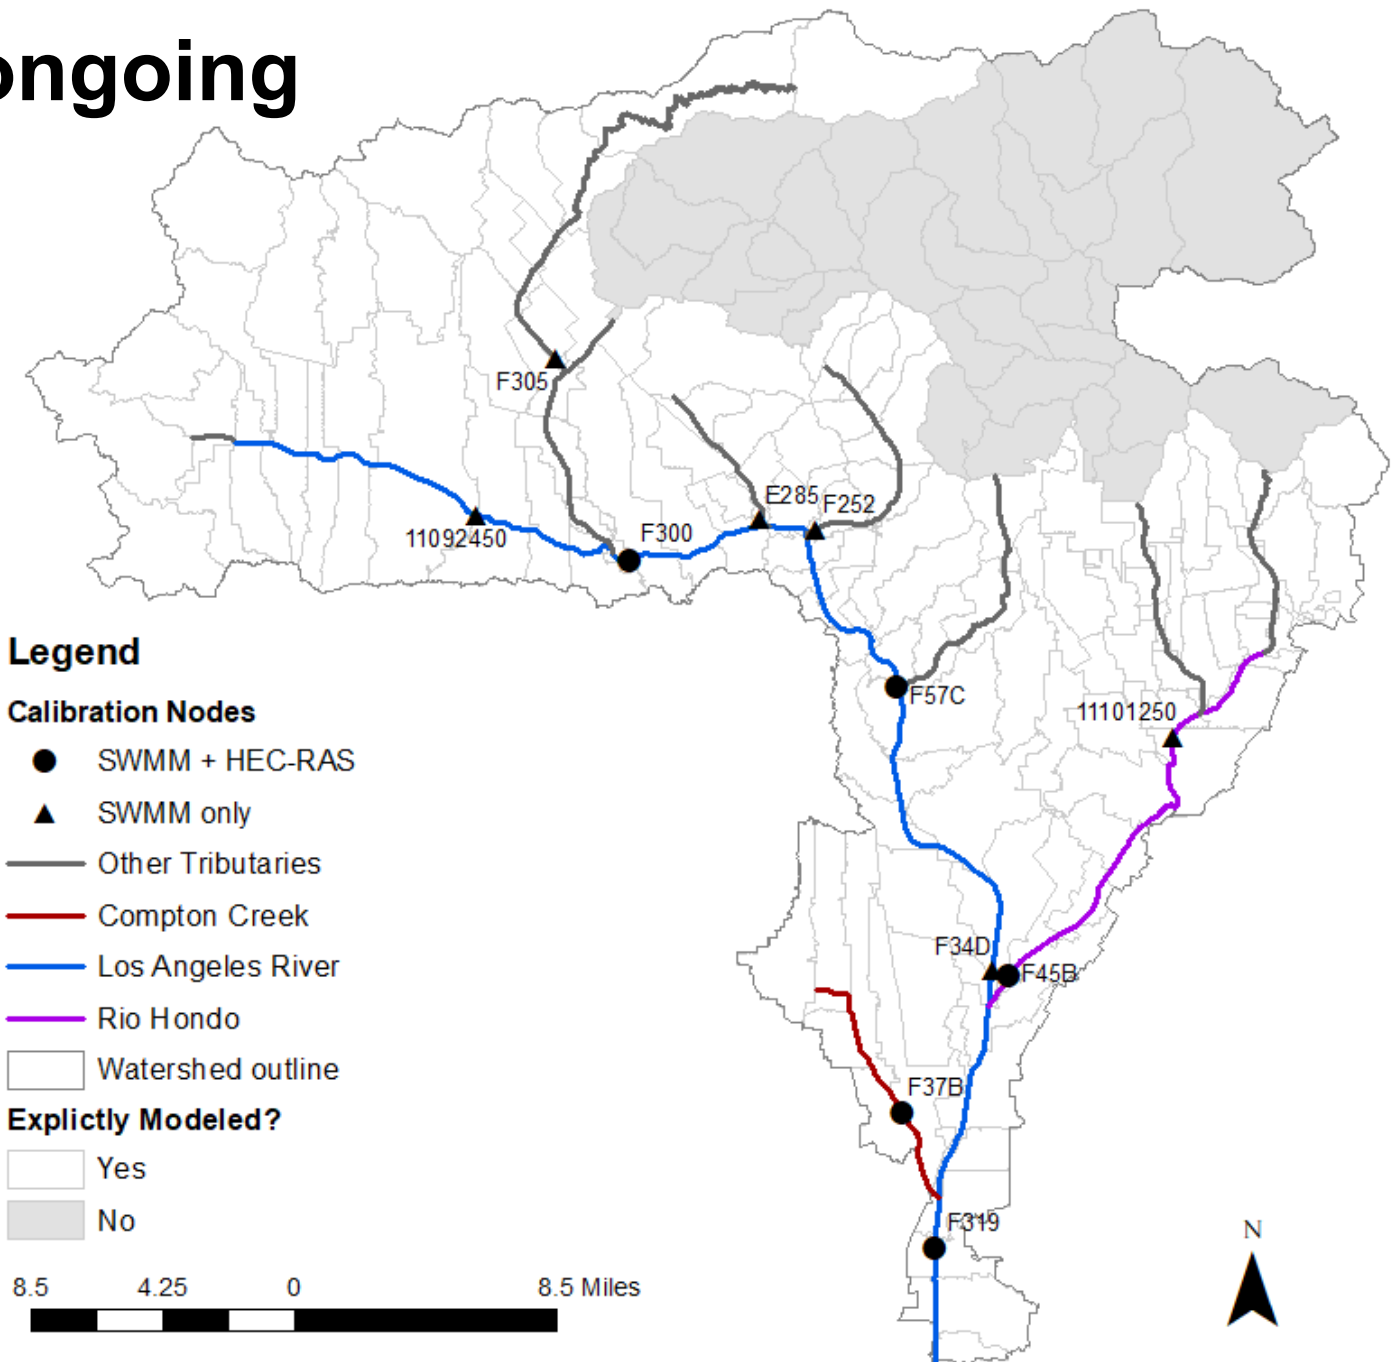 ongoing
F305
E285
F252
11092450
F300
F57C
11101250
F34D
F45B
F37B
F319
Legend
Calibration Nodes
SWMM + HEC-RAS
SWMM only
Other Tributaries
Compton Creek
Los Angeles River
Rio Hondo
Watershed outline
Explictly Modeled?
Yes
No
8.5 4.25 0 8.5 Miles
N